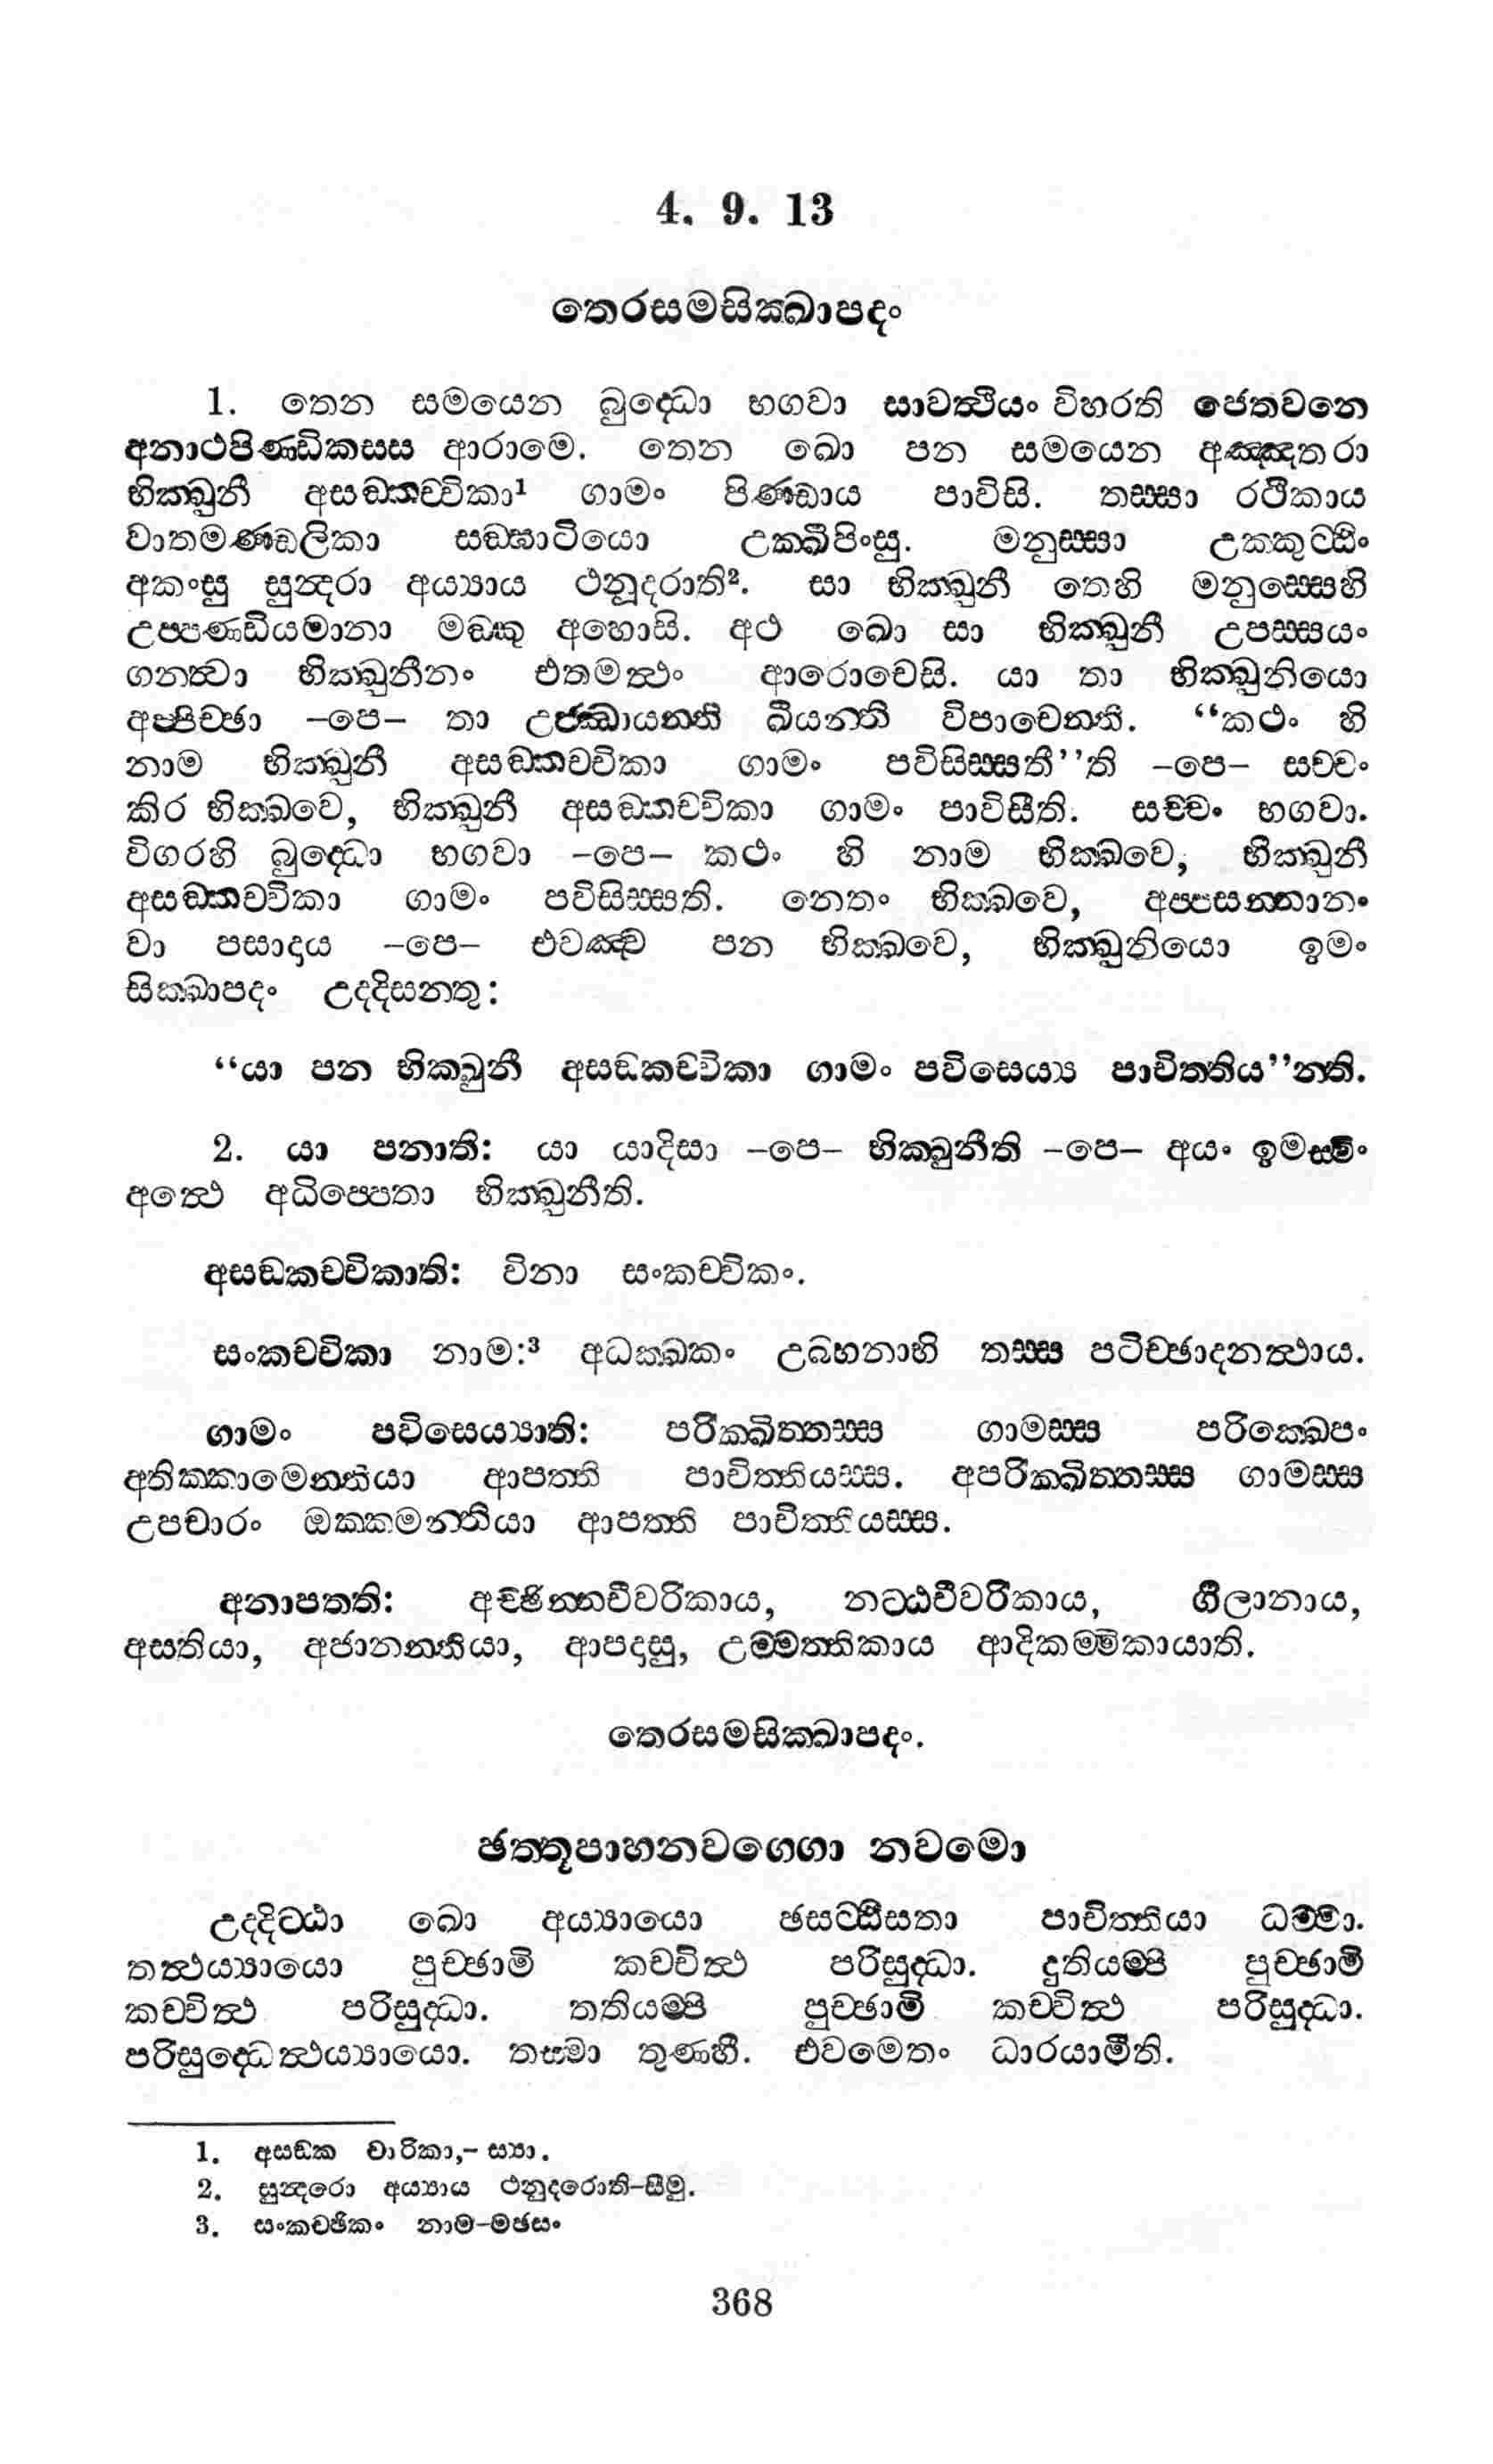 4. 9. 13
තෙරසමසික්ඛාපදං
1. තෙන සමයෙන බුද්ධො භගවා සාවත්ථියං විහරති ජෙතවනෙ
අනාථපිණ්ඩිකස්ස ආරාමෙ. තෙන ඛො පන සමයෙන අඤ්ඤතරා
භික්ඛුනී අසඞ්කච්චිකා¹ ගාමං පිණ්ඩාය පාවිසි. තස්සා රථිකාය
වාතමණ්ඩලිකා සඞ්ඝාටියො උක්ඛිපිංසු. මනුස්සා උක්කුට්ඨිං
අකංසු සුන්දරා අය්‍යාය ථනූදරාති². සා භික්ඛුනී තෙහි මනුස්සෙහි
උප්පණ්ඩියමානා මඞ්කු අහොසි. අථ ඛො සා භික්ඛුනී උපස්සයං
ගන්ත්වා භික්ඛුනීනං එතමත්ථං ආරොචෙසි. යා තා භික්ඛුනියො
අප්පිච්ඡා –පෙ– තා උජ්ඣායන්ති ඛීයන්ති විපාචෙන්ති. “කථං හි
නාම භික්ඛුනී අසඞ්කච්චිකා ගාමං පවිසිස්සතී”ති –පෙ– සච්චං
කිර භික්ඛවෙ, භික්ඛුනී අසඞ්කච්චිකා ගාමං පාවිසීති. සච්චං භගවා.
විගරහි බුද්ධො භගවා –පෙ– කථං හි නාම භික්ඛවෙ, භික්ඛුනී
අසඞ්කච්චිකා ගාමං පවිසිස්සති. නෙතං භික්ඛවෙ, අප්පසන්නානං
වා පසාදාය –පෙ– එවඤ්ච පන භික්ඛවෙ, භික්ඛුනියො ඉමං
සික්ඛාපදං උද්දිසන්තු:
“යා පන භික්ඛුනී අසඞ්කච්චිකා ගාමං පවිසෙය්‍ය පාචිත්තිය”න්ති.
2. යා පනාති: යා යාදිසා –පෙ– භික්ඛුනීති –පෙ– අයං ඉමස්මිං
අත්ථෙ අධිප්පෙතා භික්ඛුනීති.
අසඞ්කච්චිකාති: විනා සංකච්චිකං.
සංකච්චිකා නාම:³ අධක්ඛකං උබ්භනාභි තස්ස පටිච්ඡාදනත්ථාය.
ගාමං පවිසෙය්‍යාති: පරික්ඛිත්තස්ස ගාමස්ස පරික්ඛෙපං
අතික්කාමෙන්තියා ආපත්ති පාචිත්තියස්ස. අපරික්ඛිත්තස්ස ගාමස්ස
උපචාරං ඔක්කමන්තියා ආපත්ති පාචිත්තියස්ස.
අනාපත්ති: අච්ඡින්නචීවරිකාය, නට්ඨචීවරිකාය, ගිලානාය,
අසතියා, අජානන්තියා, ආපදාසු, උම්මත්තිකාය ආදිකම්මිකායාති.
තෙරසමසික්ඛාපදං.
ඡත්තූපාහනවග්ගො නවමො
උද්දිට්ඨා ඛො අය්‍යායො ඡසට්ඨිසතා පාචිත්තියා ධම්මා.
තත්ථය්‍යායො පුච්ඡාමි කච්චිත්ථ පරිසුද්ධා. දුතියම්පි පුච්ඡාමි
කච්චිත්ථ පරිසුද්ධා. තතියම්පි පුච්ඡාමි කච්චිත්ථ පරිසුද්ධා.
පරිසුද්ධෙත්ථය්‍යායො. තස්මා තුණ්හී. එවමෙතං ධාරයාමීති.
1. අසඞ්ක චාරිකා,– ස්‍යා.
2. සුන්දරො අය්‍යාය ථනුදරොති–සීමු.
3. සංකච්ඡිකං නාම–මඡසං
368